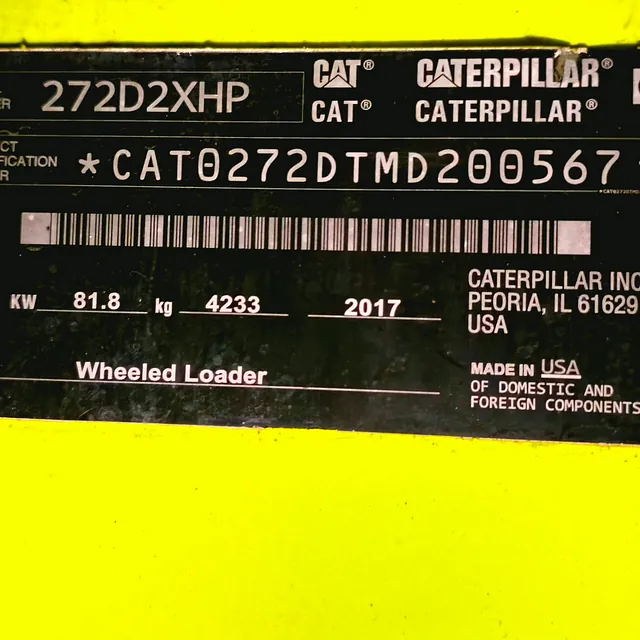 272D2XHP
CAT® CATERPILLAR®
CAT® CATERPILLAR®
*CAT0272DTMD200567
KW 81.8 kg 4233 2017
CATERPILLAR INC
PEORIA, IL 61629
USA
Wheeled Loader
MADE IN USA
OF DOMESTIC AND
FOREIGN COMPONENTS